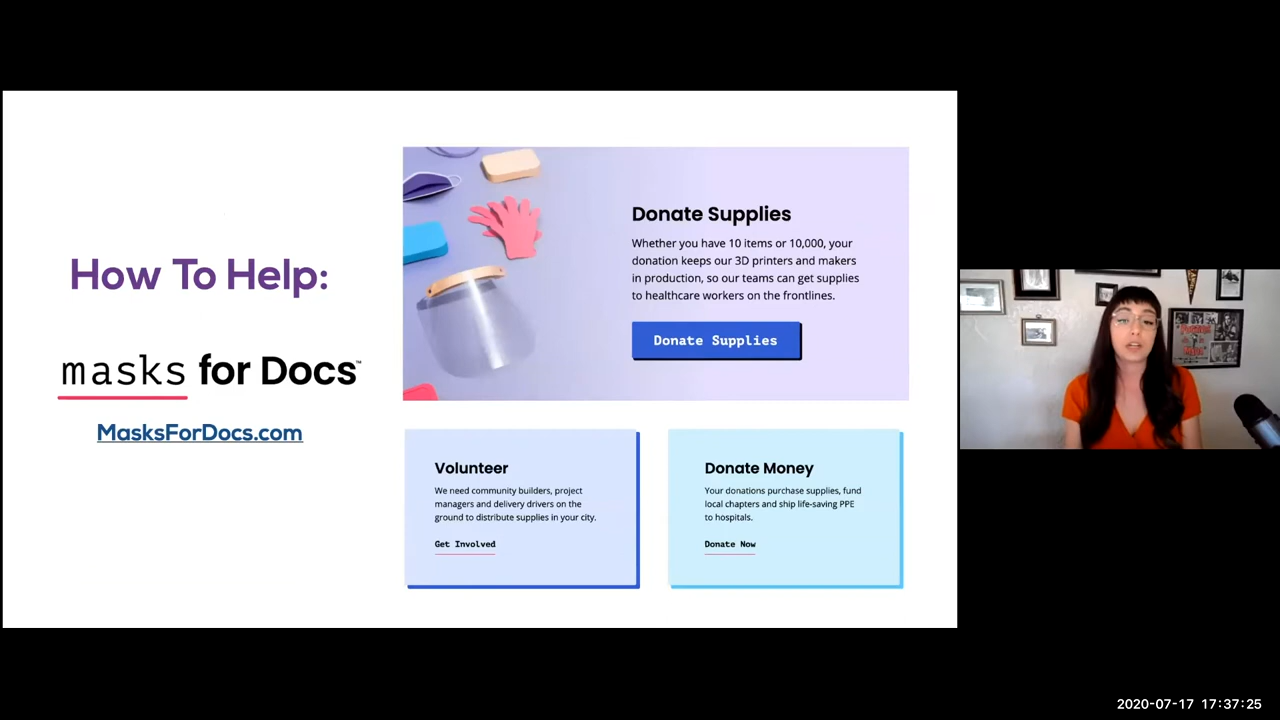 How To Help:
masks for Docs™
MasksForDocs.com
Donate Supplies
Whether you have 10 items or 10,000, your
donation keeps our 3D printers and makers
in production, so our teams can get supplies
to healthcare workers on the frontlines.
Donate Supplies
Volunteer
We need community builders, project
managers and delivery drivers on the
ground to distribute supplies in your city.
Get Involved
Donate Money
Your donations purchase supplies, fund
local chapters and ship life-saving PPE
to hospitals.
Donate Now
2020-07-17 17:37:25